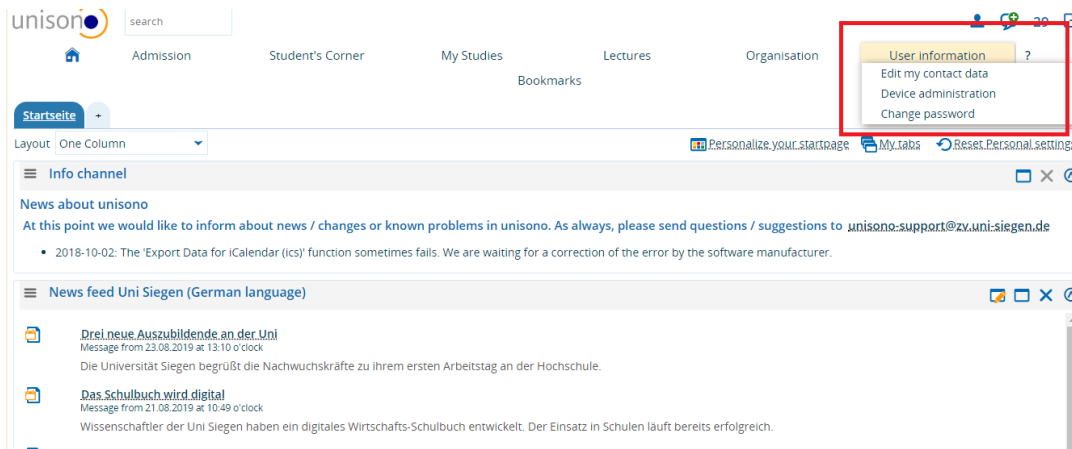 unisono
search
29
Admission
Student's Corner
My Studies
Lectures
Organisation
User information
?
Bookmarks
Edit my contact data
Device administration
Change password
Startseite
+
Layout One Column
Personalize your startpage
My tabs
Reset Personal settings
Info channel
News about unisono
At this point we would like to inform about news / changes or known problems in unisono. As always, please send questions / suggestions to unisono-support@zv.uni-siegen.de
2018-10-02: The 'Export Data for iCalendar (ics)' function sometimes fails. We are waiting for a correction of the error by the software manufacturer.
News feed Uni Siegen (German language)
Drei neue Auszubildende an der Uni
Message from 23.08.2019 at 13:10 o'clock
Die Universität Siegen begrüßt die Nachwuchskräfte zu ihrem ersten Arbeitstag an der Hochschule.
Das Schulbuch wird digital
Message from 21.08.2019 at 10:49 o'clock
Wissenschaftler der Uni Siegen haben ein digitales Wirtschafts-Schulbuch entwickelt. Der Einsatz in Schulen läuft bereits erfolgreich.